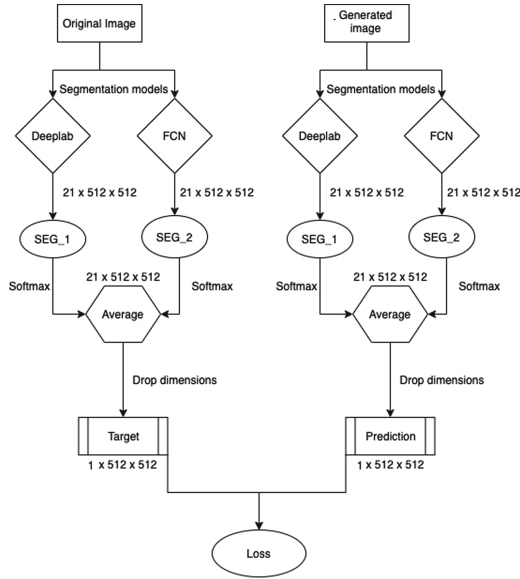 Original Image
. Generated
image
Segmentation models
Segmentation models
Deeplab
FCN
Deeplab
FCN
21 x 512 x 512
21 x 512 x 512
21 x 512 x 512
21 x 512 x 512
SEG_1
SEG_2
SEG_1
SEG_2
21 x 512 x 512
21 x 512 x 512
Softmax
Softmax
Softmax
Softmax
Average
Average
Drop dimensions
Drop dimensions
Target
Prediction
1 x 512 x 512
1 x 512 x 512
Loss